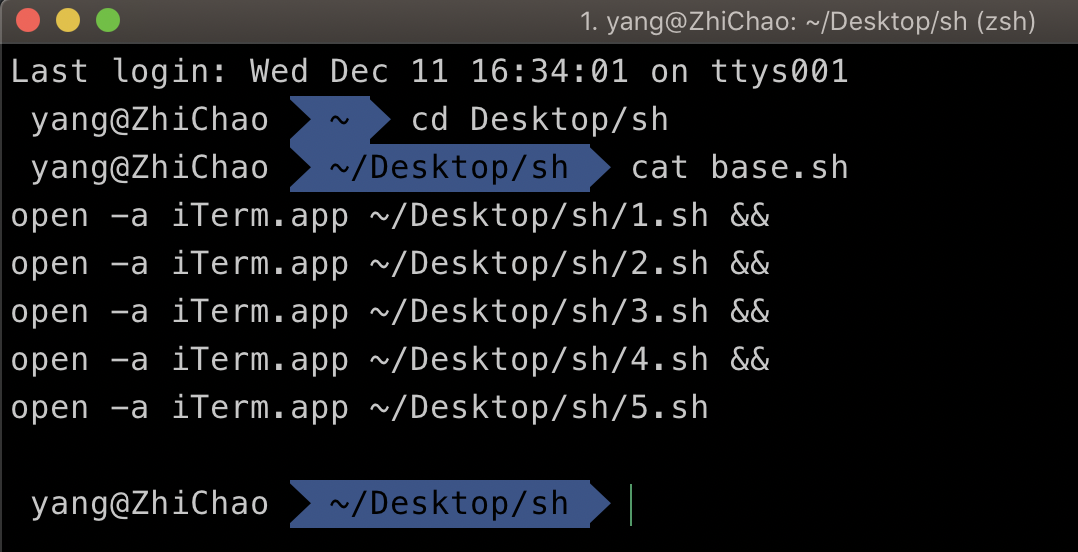 1. yang@ZhiChao: ~/Desktop/sh (zsh)
Last login: Wed Dec 11 16:34:01 on ttys001
yang@ZhiChao ~ cd Desktop/sh
yang@ZhiChao ~/Desktop/sh cat base.sh
open -a iTerm.app ~/Desktop/sh/1.sh &&
open -a iTerm.app ~/Desktop/sh/2.sh &&
open -a iTerm.app ~/Desktop/sh/3.sh &&
open -a iTerm.app ~/Desktop/sh/4.sh &&
open -a iTerm.app ~/Desktop/sh/5.sh
yang@ZhiChao ~/Desktop/sh